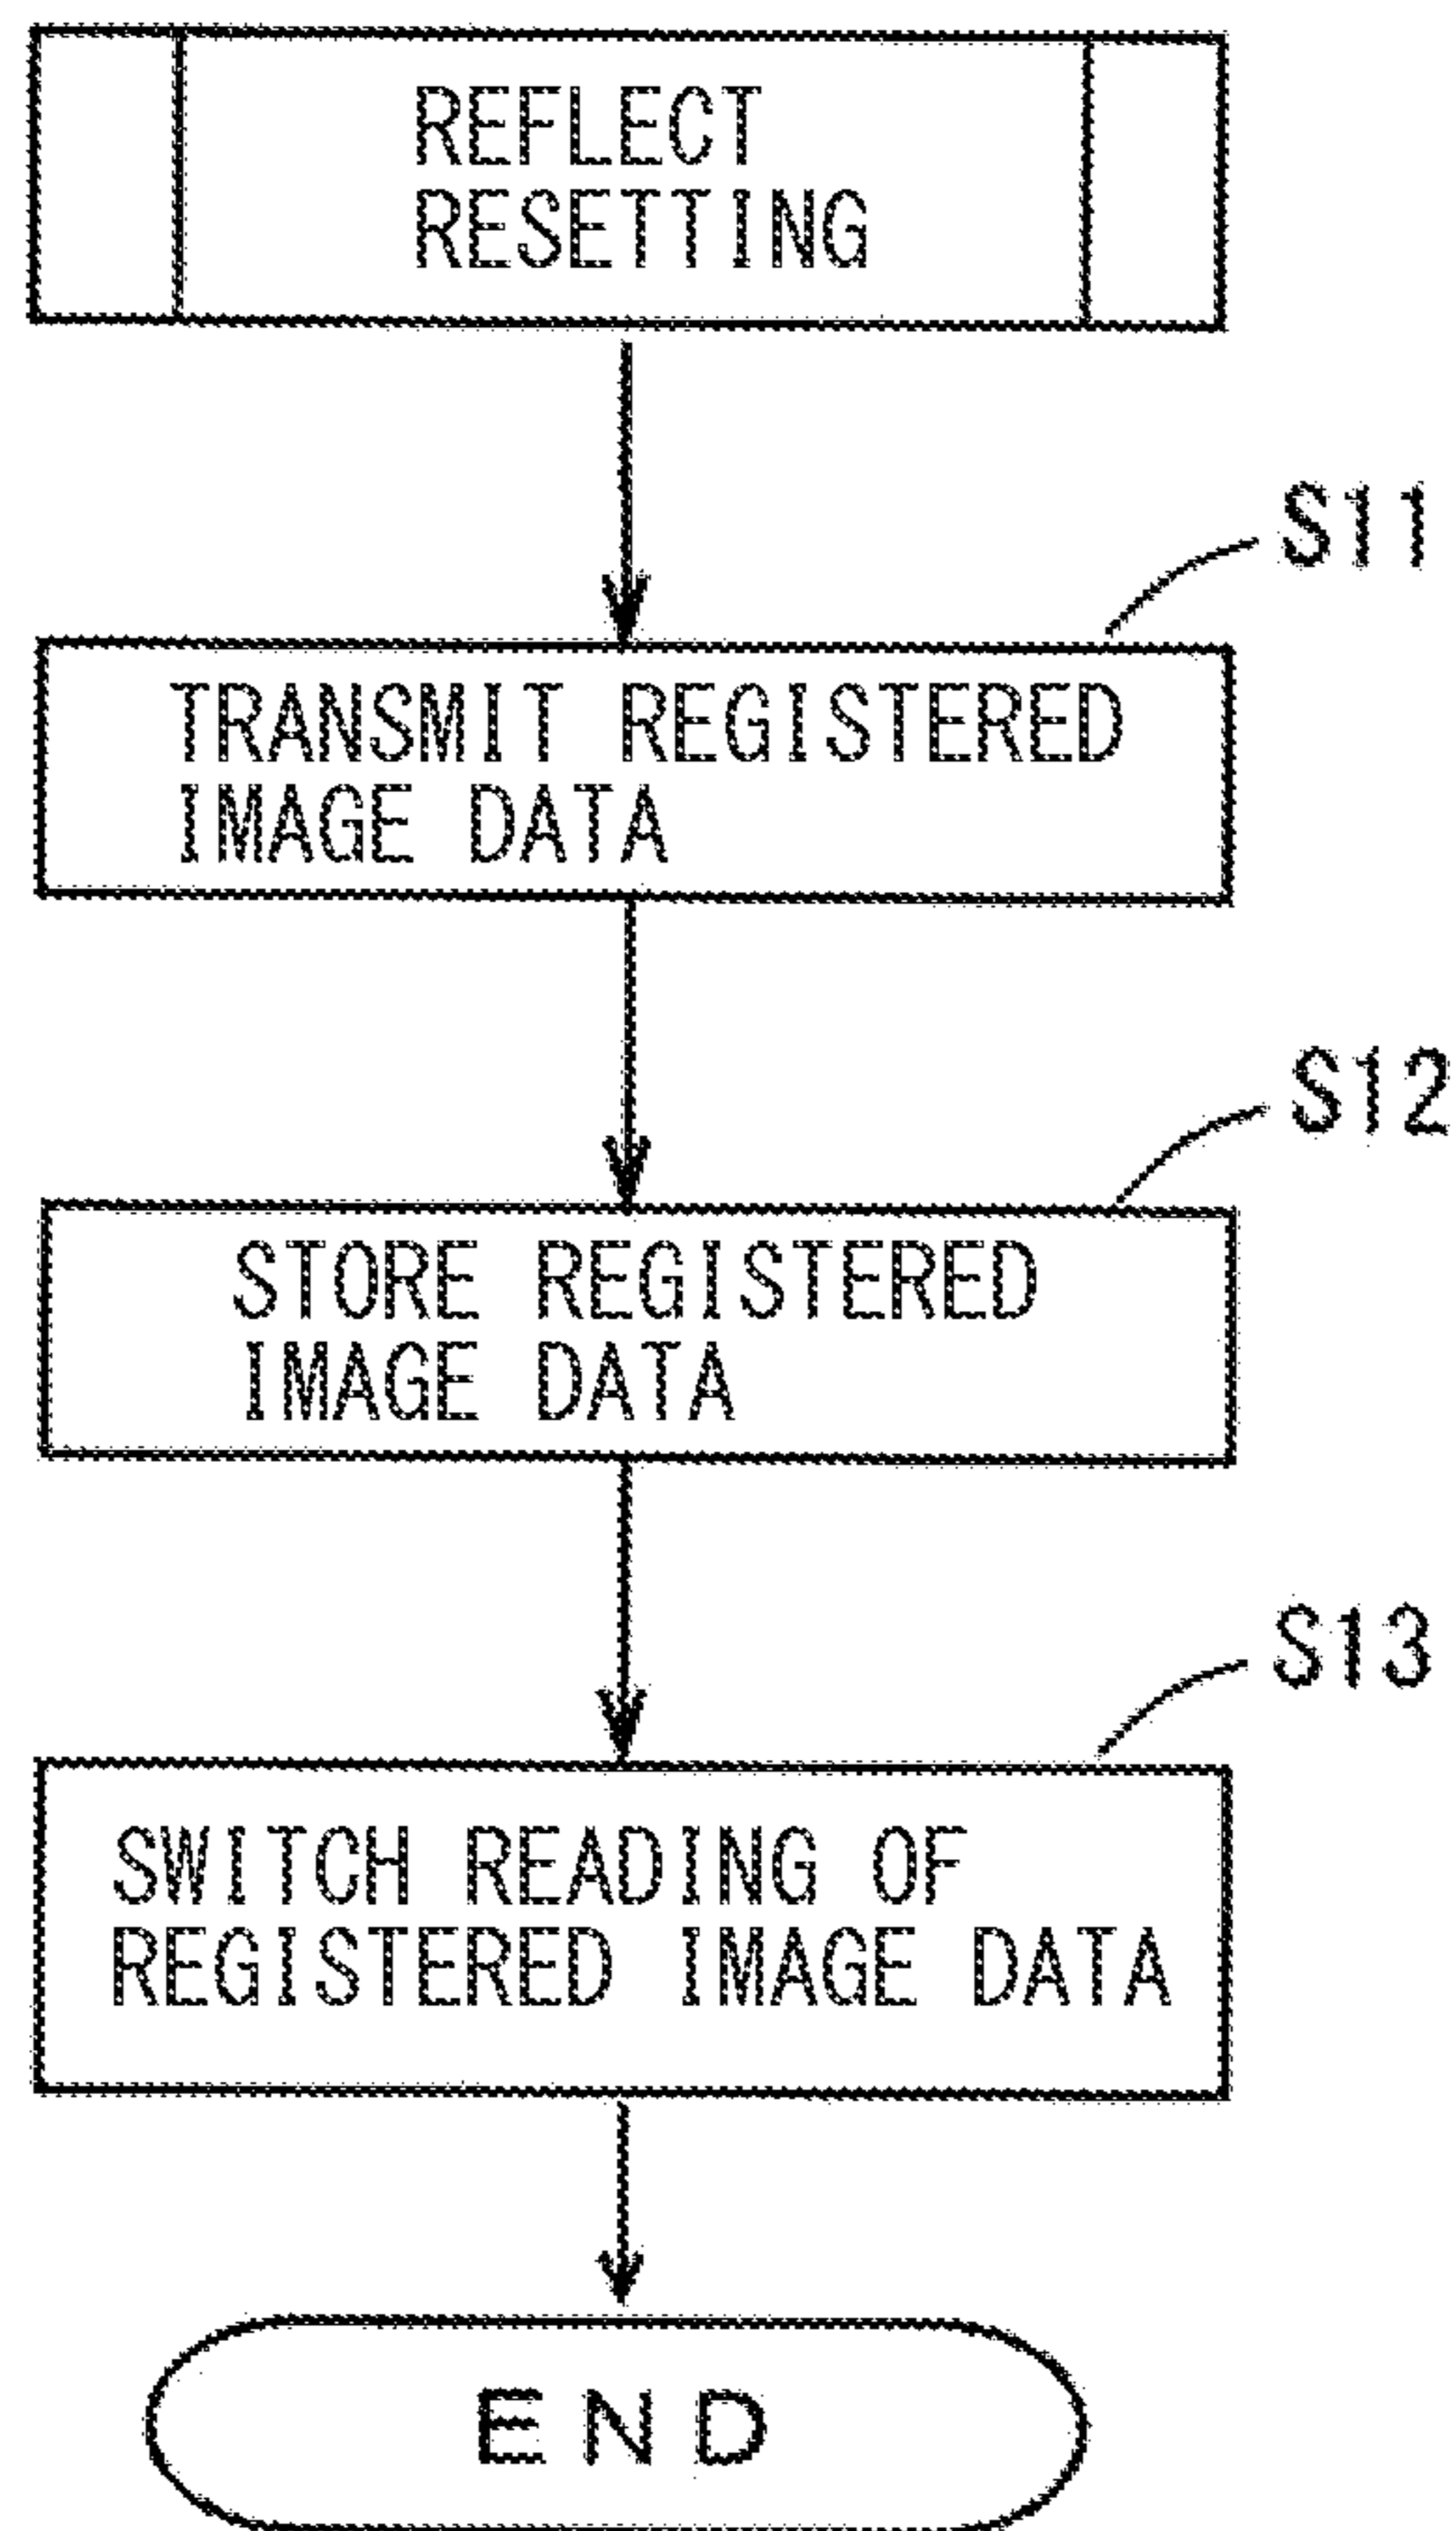 REFLECT
RESETTING
S11
TRANSMIT REGISTERED
IMAGE DATA
S12
STORE REGISTERED
IMAGE DATA
S13
SWITCH READING OF
REGISTERED IMAGE DATA
END